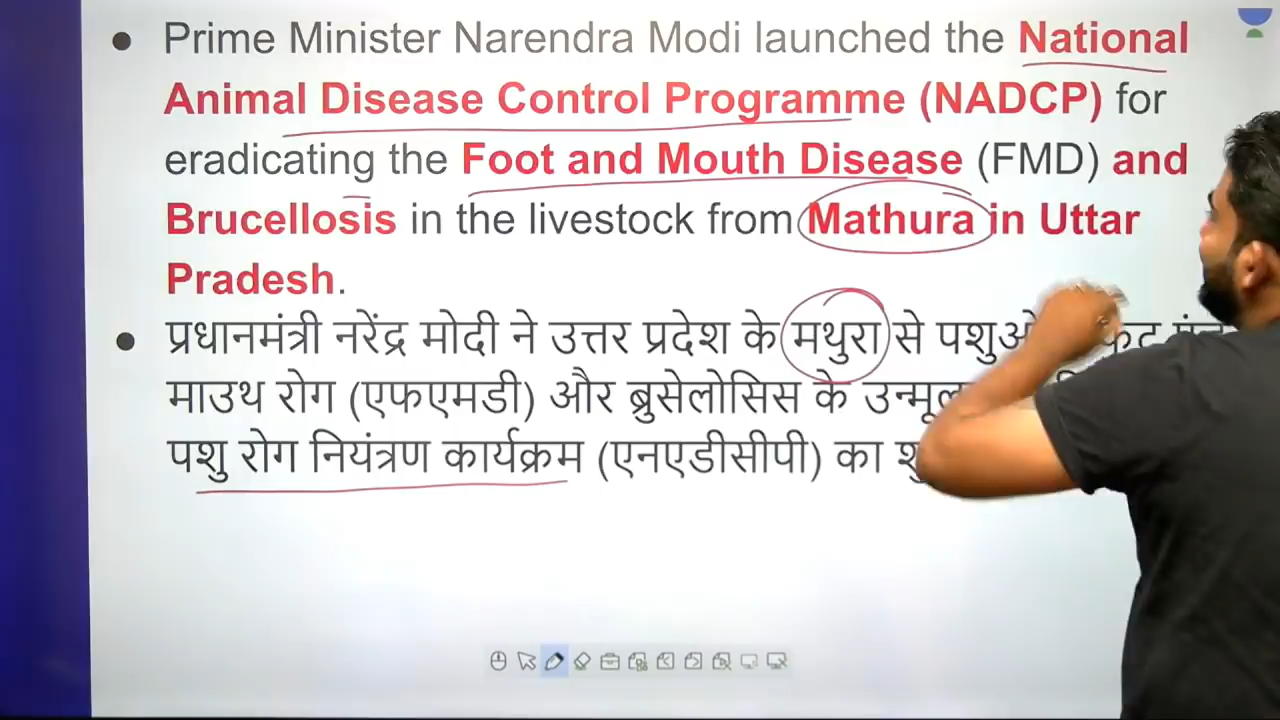 Prime Minister Narendra Modi launched the National
Animal Disease Control Programme (NADCP) for
eradicating the Foot and Mouth Disease (FMD) and
Brucellosis in the livestock from Mathura in Uttar
Pradesh.
प्रधानमंत्री नरेंद्र मोदी ने उत्तर प्रदेश के मथुरा से
माउथ रोग (एफएमडी) और ब्रुसेलोसिस के
पशु रोग नियंत्रण कार्यक्रम (एनएडीसीपी) का